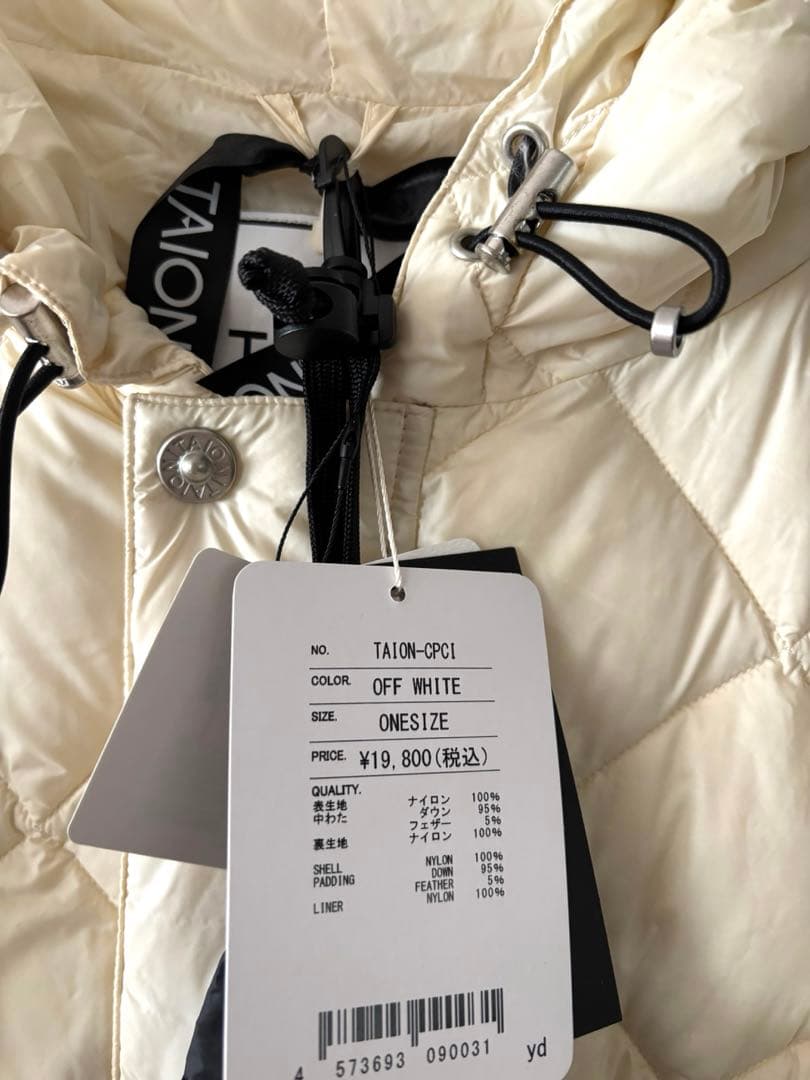 TAION
TAION TAION
NO. TAION-CPCI
COLOR. OFF WHITE
SIZE. ONESIZE
PRICE. ¥19,800(税込)
QUALITY.
表生地 ナイロン 100%
中わた ダウン 95%
フェザー 5%
裏生地 ナイロン 100%
SHELL NYLON 100%
PADDING DOWN 95%
FEATHER 5%
LINER NYLON 100%
4 573693 090031 yd